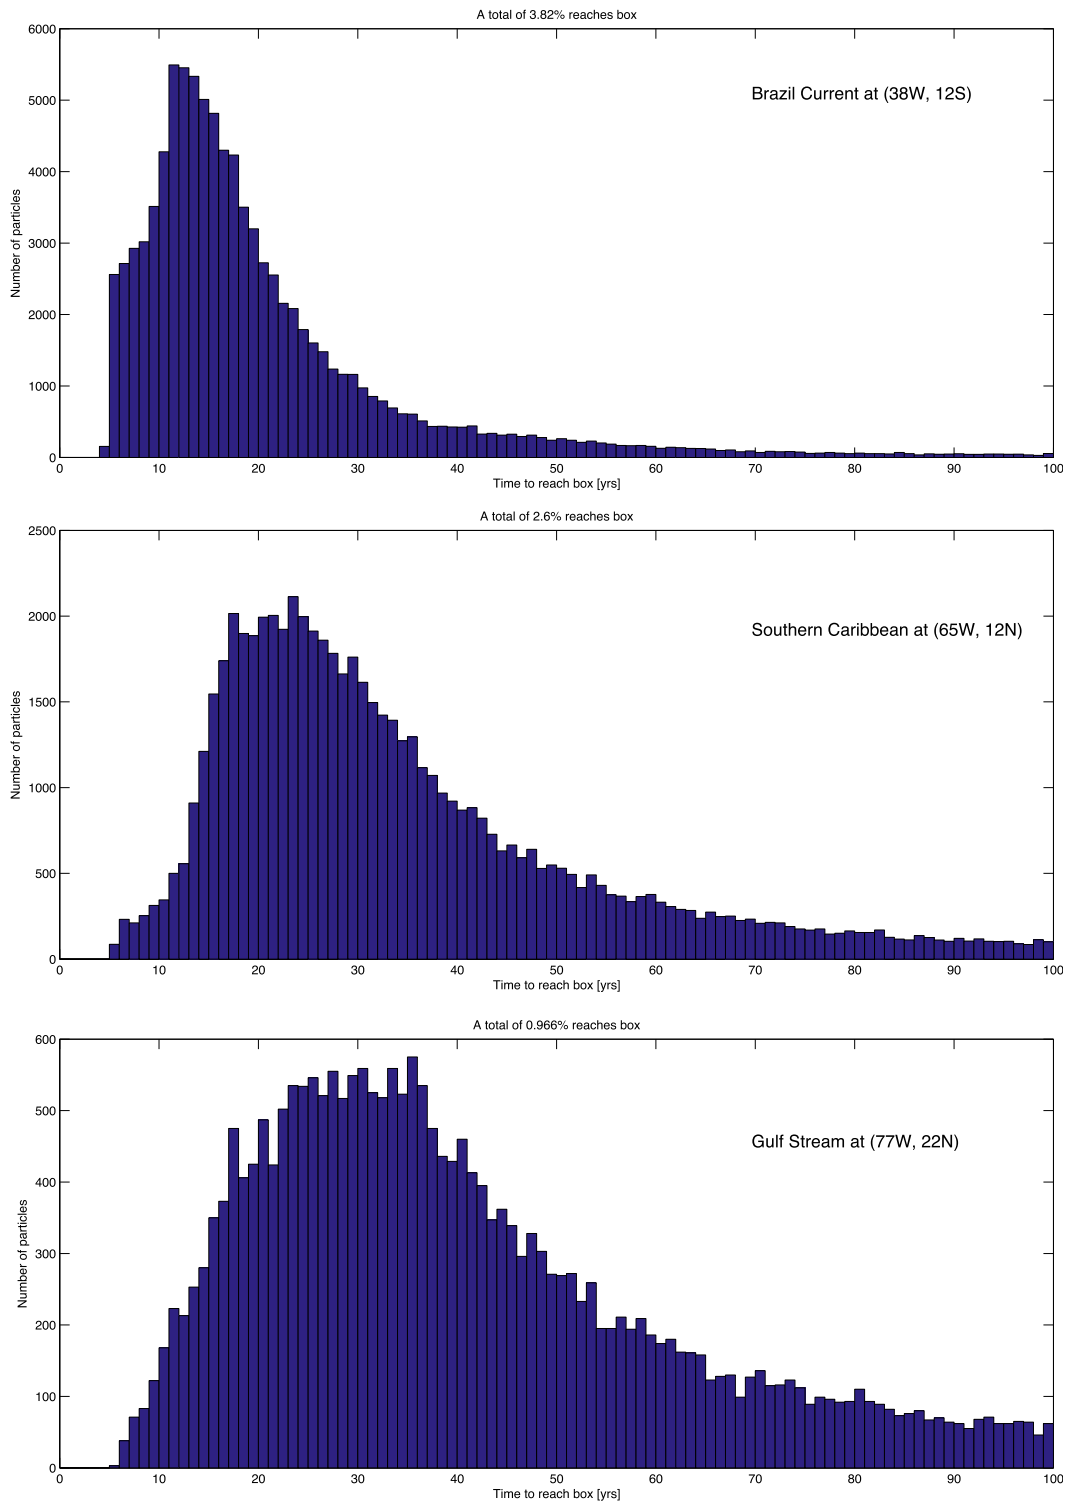 A total of 3.82% reaches box
6000
5000
4000
3000
2000
1000
0
Number of particles
Brazil Current at (38W, 12S)
0 10 20 30 40 50 60 70 80 90 100
Time to reach box [yrs]
A total of 2.6% reaches box
2500
2000
1500
1000
500
0
Number of particles
Southern Caribbean at (65W, 12N)
0 10 20 30 40 50 60 70 80 90 100
Time to reach box [yrs]
A total of 0.966% reaches box
600
500
400
300
200
100
0
Number of particles
Gulf Stream at (77W, 22N)
0 10 20 30 40 50 60 70 80 90 100
Time to reach box [yrs]